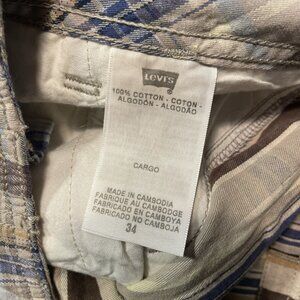 Levi's
100% COTTON - COTON -
ALGODÓN - ALGODÃO
CARGO
MADE IN CAMBODIA
FABRIQUE AU CAMBODGE
FABRICADO EN CAMBOYA
FABRICADO NO CAMBOJA
34